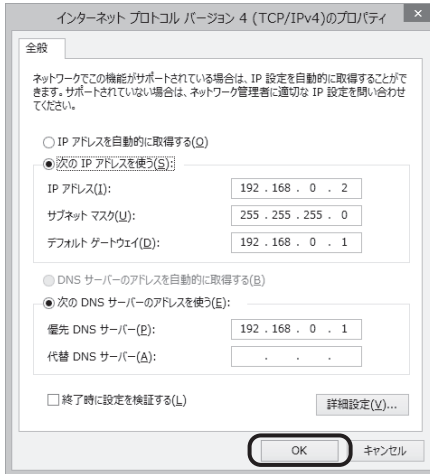 インターネット プロトコル バージョン 4 (TCP/IPv4)のプロパティ
全般
ネットワークでこの機能がサポートされている場合は、IP 設定を自動的に取得することがで
きます。サポートされていない場合は、ネットワーク管理者に適切な IP 設定を問い合わせ
てください。
IP アドレスを自動的に取得する(O)
次の IP アドレスを使う(S):
IP アドレス(I): 192 . 168 . 0 . 2
サブネット マスク(U): 255 . 255 . 255 . 0
デフォルト ゲートウェイ(D): 192 . 168 . 0 . 1
DNS サーバーのアドレスを自動的に取得する(B)
次の DNS サーバーのアドレスを使う(E):
優先 DNS サーバー(P): 192 . 168 . 0 . 1
代替 DNS サーバー(A): . . .
終了時に設定を検証する(L)
詳細設定(V)...
OK
キャンセル